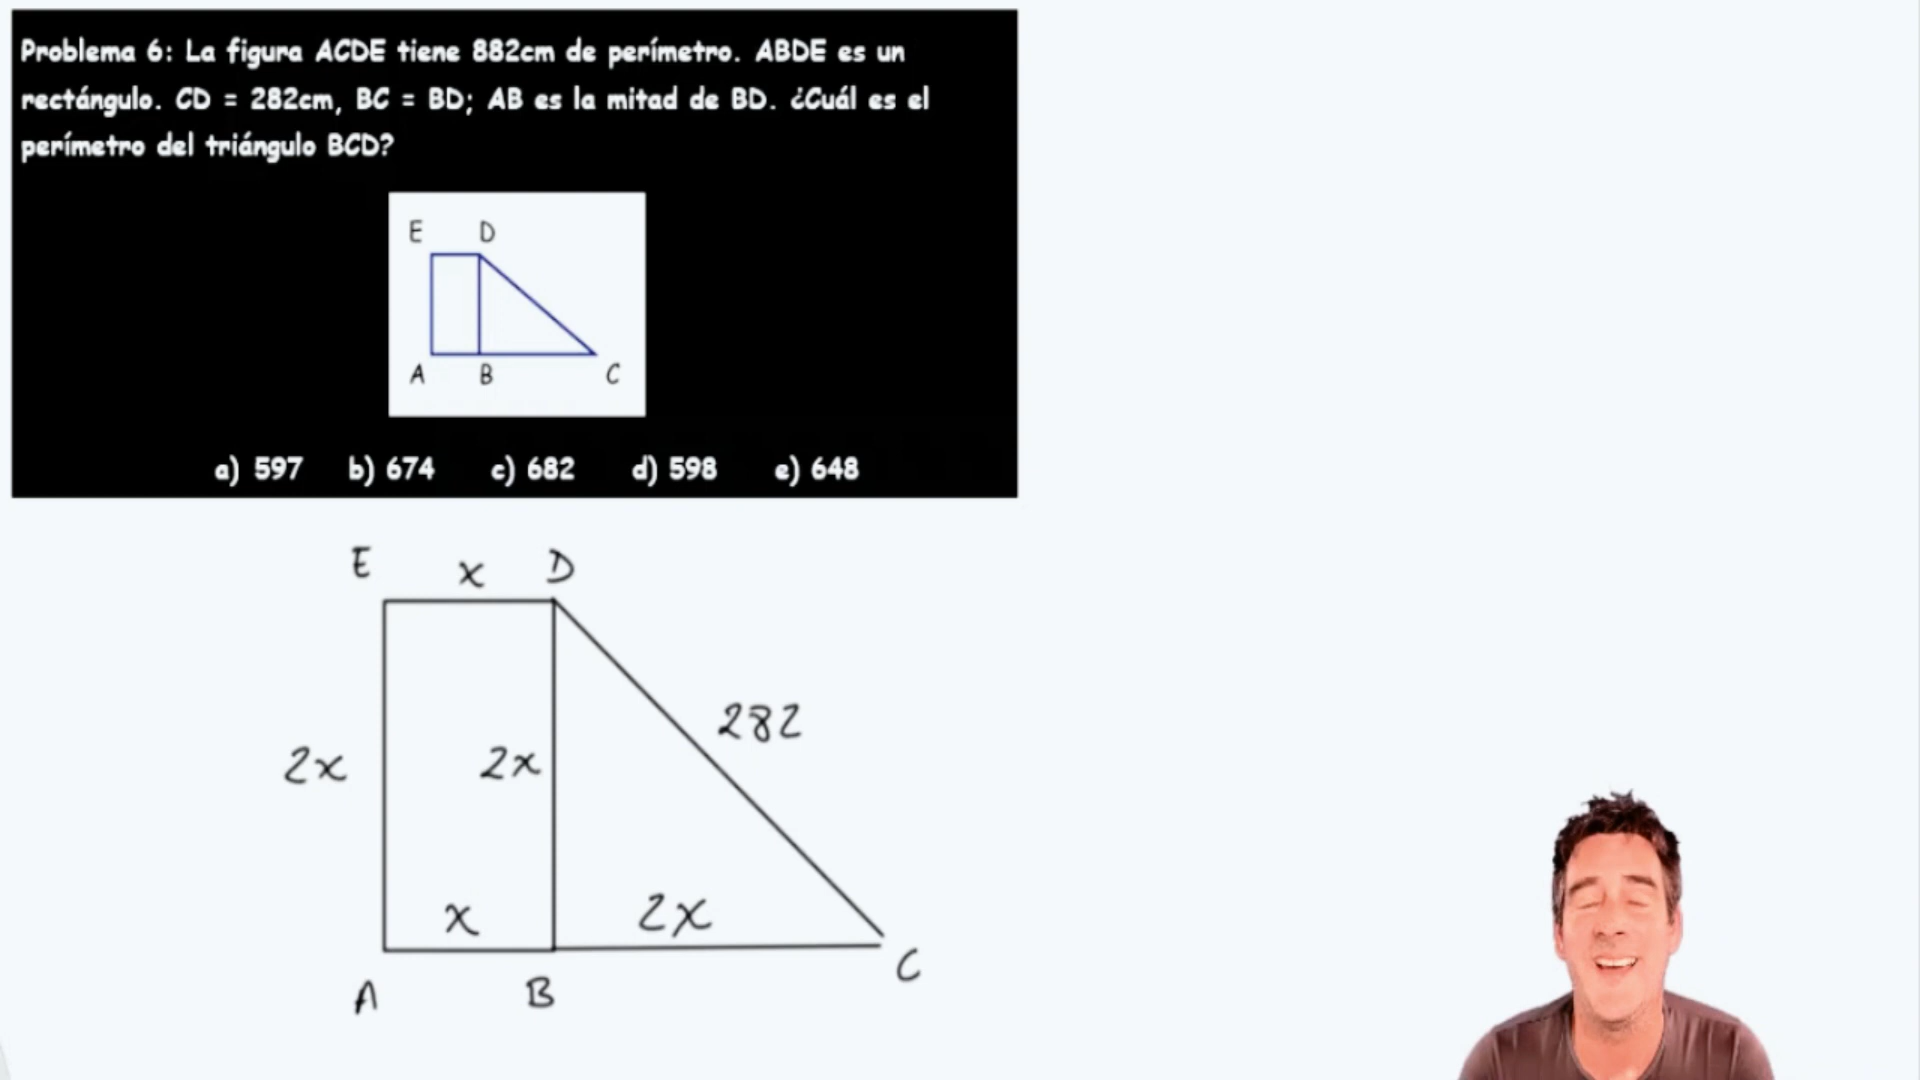 Problema 6: La figura ACDE tiene 882cm de perímetro. ABDE es un
rectángulo. CD = 282cm, BC = BD; AB es la mitad de BD. ¿Cuál es el
perímetro del triángulo BCD?
E D
A B C
a) 597 b) 674 c) 682 d) 598 e) 648
E x D
282
2x 2x
x 2x
A B C